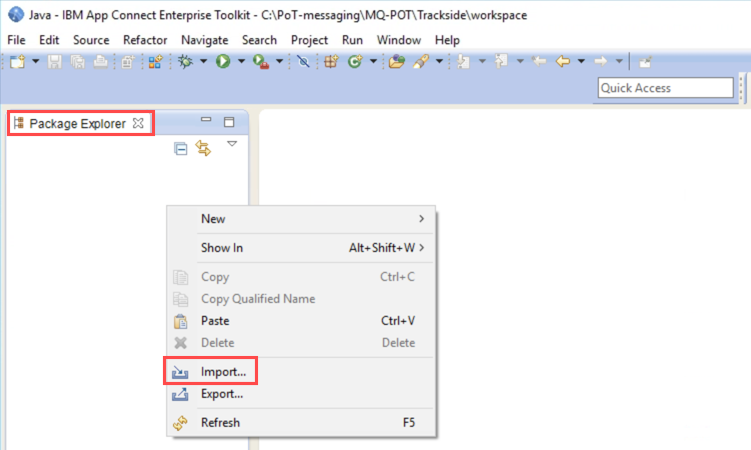 Java - IBM App Connect Enterprise Toolkit - C:\PoT-messaging\MQ-POT\Trackside\workspace
File Edit Source Refactor Navigate Search Project Run Window Help
Quick Access
Package Explorer
New
Show In Alt+Shift+W
Copy Ctrl+C
Copy Qualified Name
Paste Ctrl+V
Delete Delete
Import...
Export...
Refresh F5